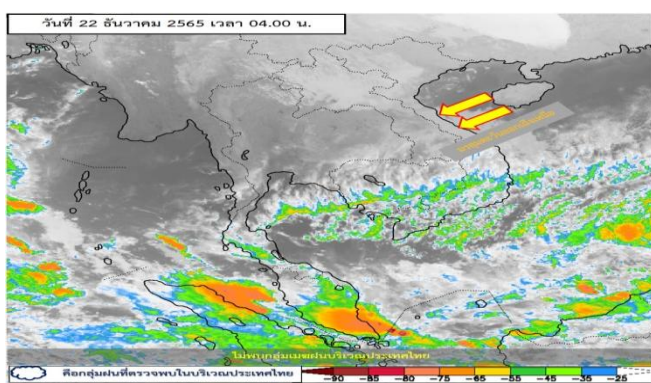 วันที่ 22 ธันวาคม 2565 เวลา 04.00 น.
ไม่พบกลุ่มเมฆฝนบริเวณประเทศไทย
คือกลุ่มฝนที่ตรวจพบในบริเวณประเทศไทย
-90 -85 -80 -75 -65 -55 -45 -35 -25